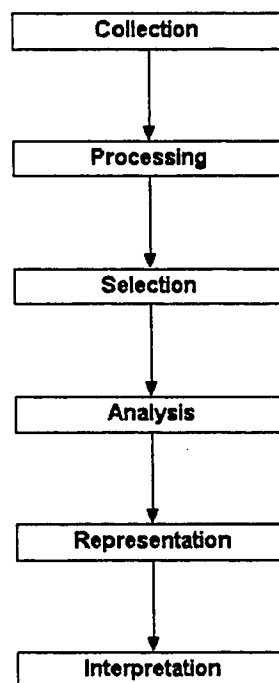 Collection
Processing
Selection
Analysis
Representation
Interpretation